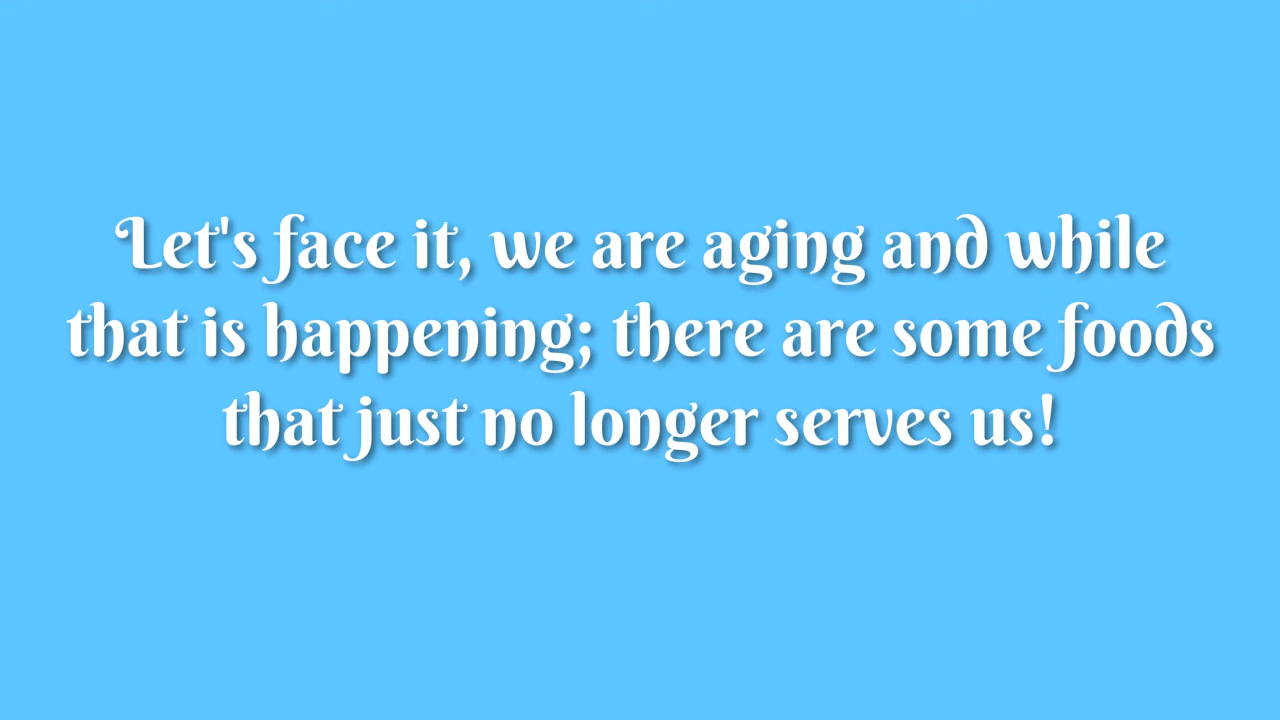 Let's face it, we are aging and while
that is happening; there are some foods
that just no longer serves us!